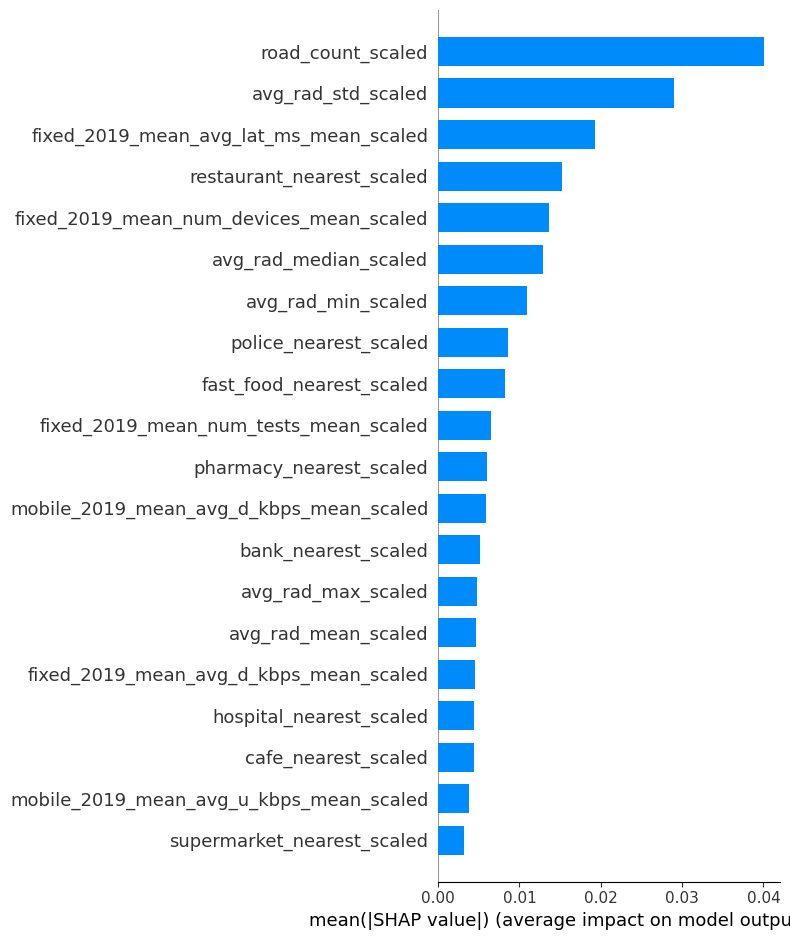 road_count_scaled
avg_rad_std_scaled
fixed_2019_mean_avg_lat_ms_mean_scaled
restaurant_nearest_scaled
fixed_2019_mean_num_devices_mean_scaled
avg_rad_median_scaled
avg_rad_min_scaled
police_nearest_scaled
fast_food_nearest_scaled
fixed_2019_mean_num_tests_mean_scaled
pharmacy_nearest_scaled
mobile_2019_mean_avg_d_kbps_mean_scaled
bank_nearest_scaled
avg_rad_max_scaled
avg_rad_mean_scaled
fixed_2019_mean_avg_d_kbps_mean_scaled
hospital_nearest_scaled
cafe_nearest_scaled
mobile_2019_mean_avg_u_kbps_mean_scaled
supermarket_nearest_scaled
0.00 0.01 0.02 0.03 0.04
mean(|SHAP value|) (average impact on model outpu